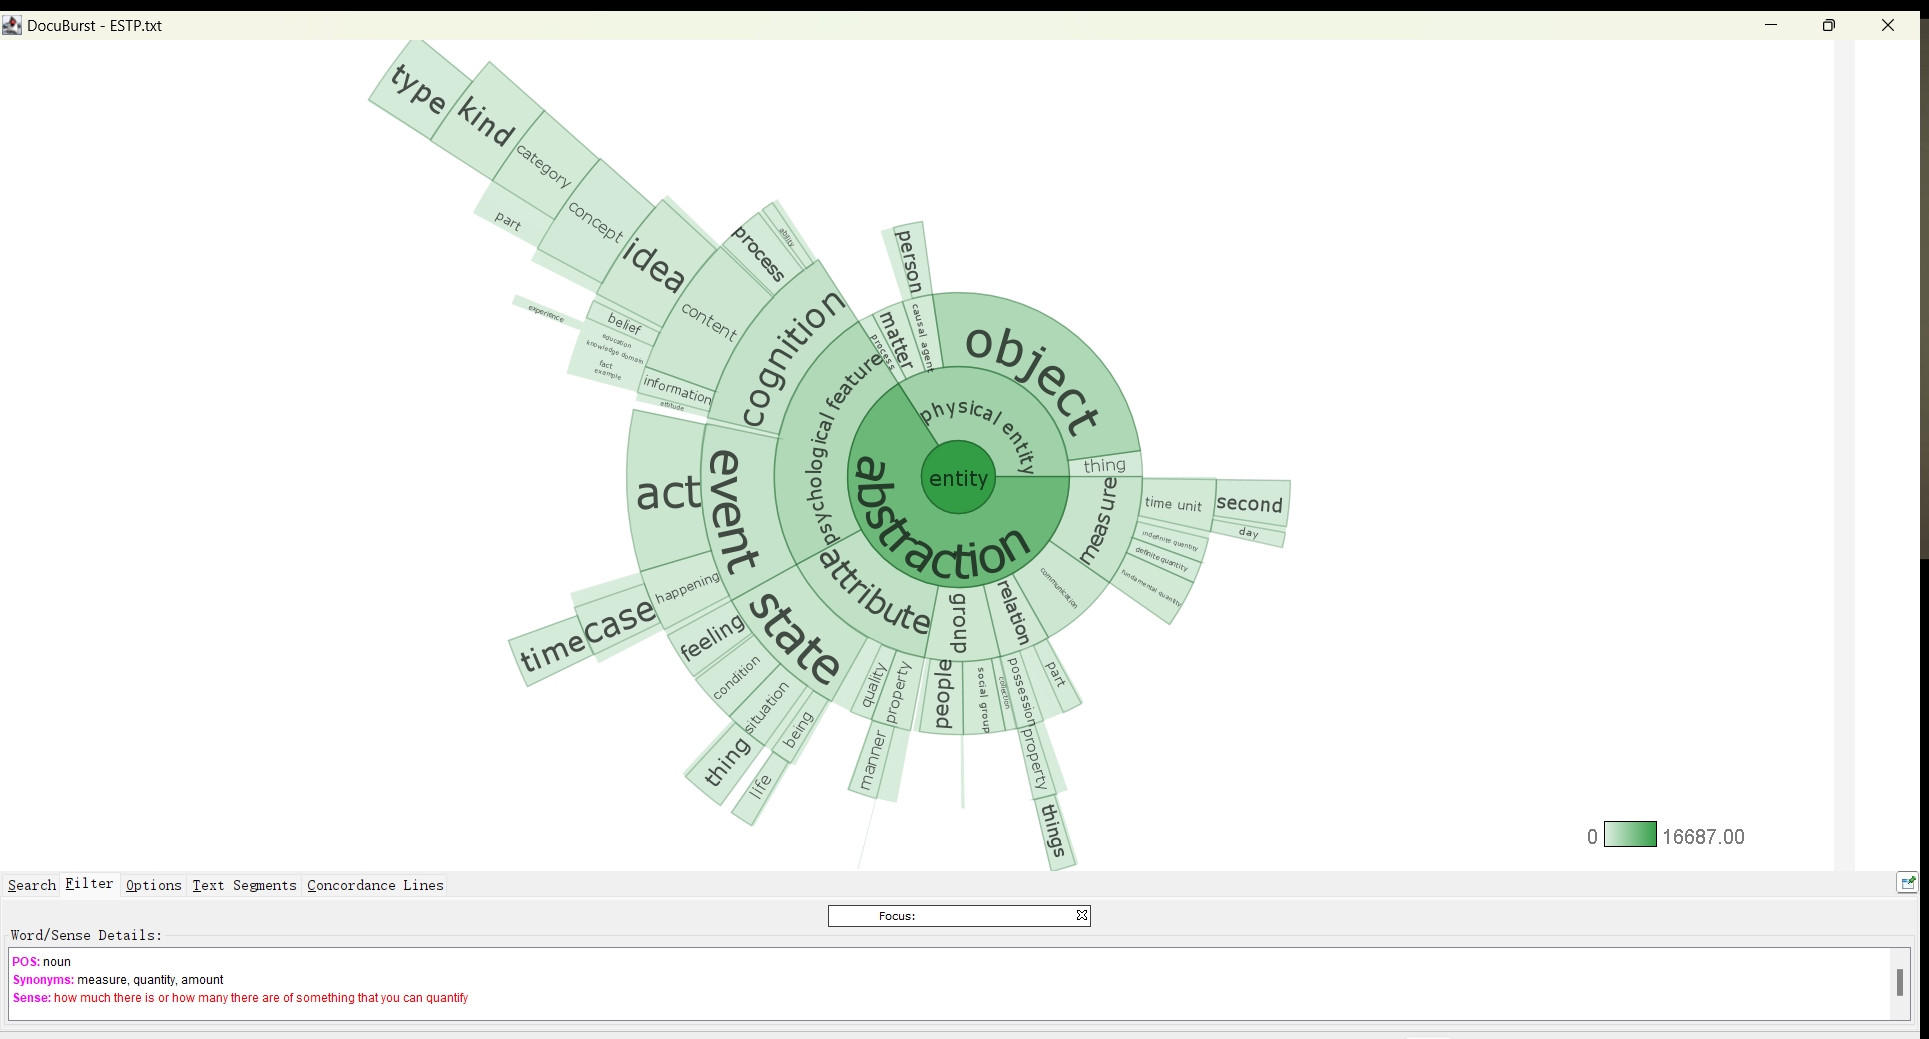 DocuBurst - ESTP.txt
type
kind
category
part
concept
idea
process
ability
content
cognition
experience
belief
education
knowledge domain
fact
example
information
attitude
person
matter
causal agent
process
object
physical entity
thing
entity
abstraction
psychological feature
event
act
happening
case
time
attribute
state
feeling
condition
situation
thing
being
life
quality
property
manner
group
people
social group
collection
relation
possession
property
things
part
communication
measure
time unit
second
day
indefinite quantity
definite quantity
fundamental quantity
0 16687.00
Search Filter Options Text Segments Concordance Lines
Focus:
Word/Sense Details:
POS: noun
Synonyms: measure, quantity, amount
Sense: how much there is or how many there are of something that you can quantify